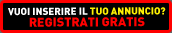 VUOI INSERIRE IL TUO ANNUNCIO?
REGISTRATI GRATIS